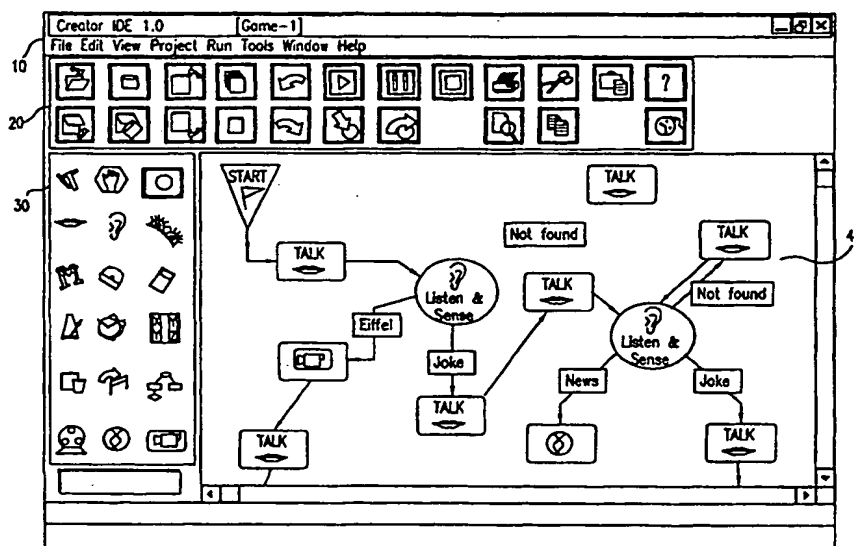 Creator IDE 1.0 [Game-1]
File Edit View Project Run Tools Window Help
10
20
?
30
START
TALK
Not found
TALK
4
TALK
Listen &
Sense
TALK
Not found
Eiffel
Listen &
Sense
Joke
News
Joke
TALK
TALK
TALK